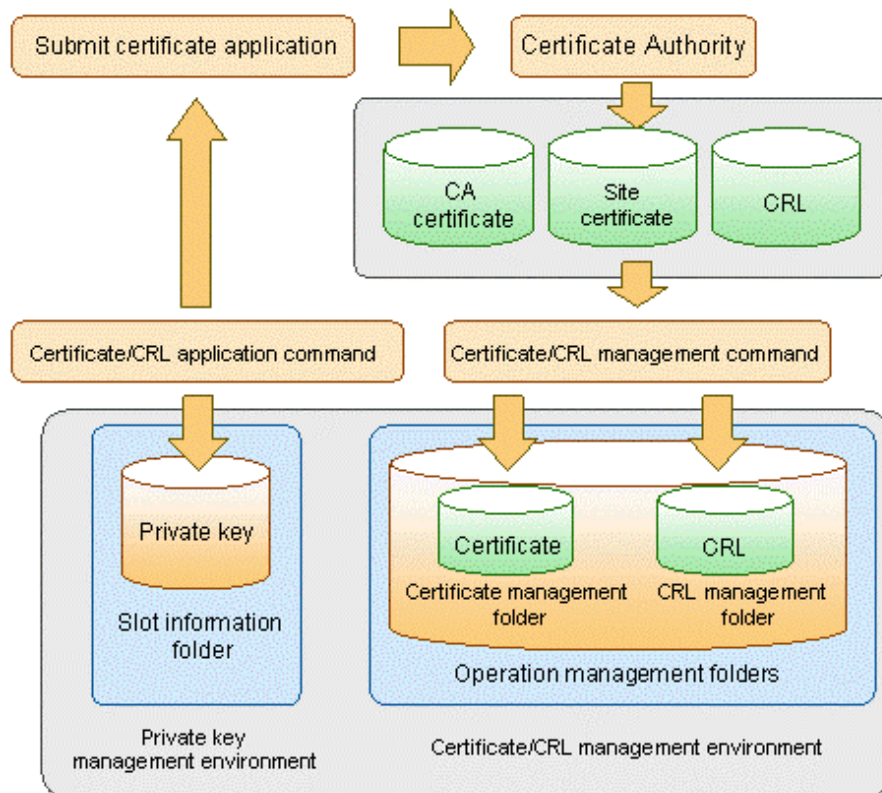 Submit certificate application
Certificate Authority
CA
certificate
Site
certificate
CRL
Certificate/CRL application command
Certificate/CRL management command
Private key
Slot information
folder
Certificate
CRL
Certificate management
folder
CRL management
folder
Operation management folders
Private key
management environment
Certificate/CRL management environment